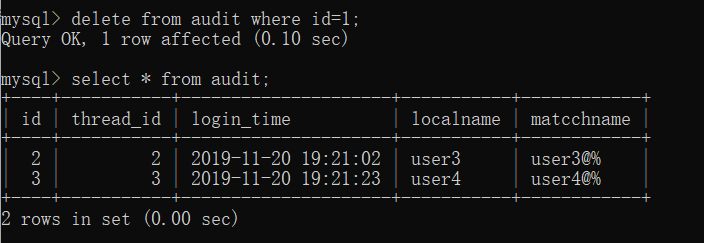 mysql> delete from audit where id=1;
Query OK, 1 row affected (0.10 sec)
mysql> select * from audit;
+----+-----------+---------------------+-----------+------------+
| id | thread_id | login_time          | localname | matcchname |
+----+-----------+---------------------+-----------+------------+
|  2 |         2 | 2019-11-20 19:21:02 | user3     | user3@%    |
|  3 |         3 | 2019-11-20 19:21:23 | user4     | user4@%    |
+----+-----------+---------------------+-----------+------------+
2 rows in set (0.00 sec)